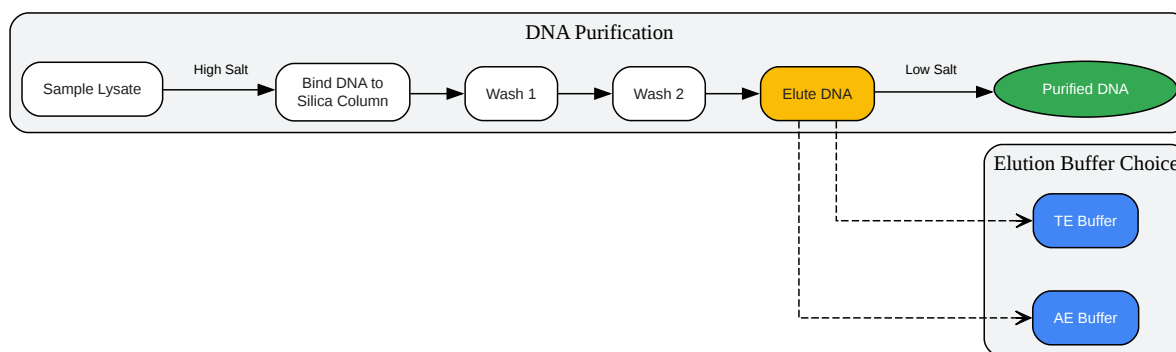 DNA Purification
Sample Lysate
High Salt
Bind DNA to
Silica Column
Wash 1
Wash 2
Elute DNA
Low Salt
Purified DNA
Elution Buffer Choice
TE Buffer
AE Buffer